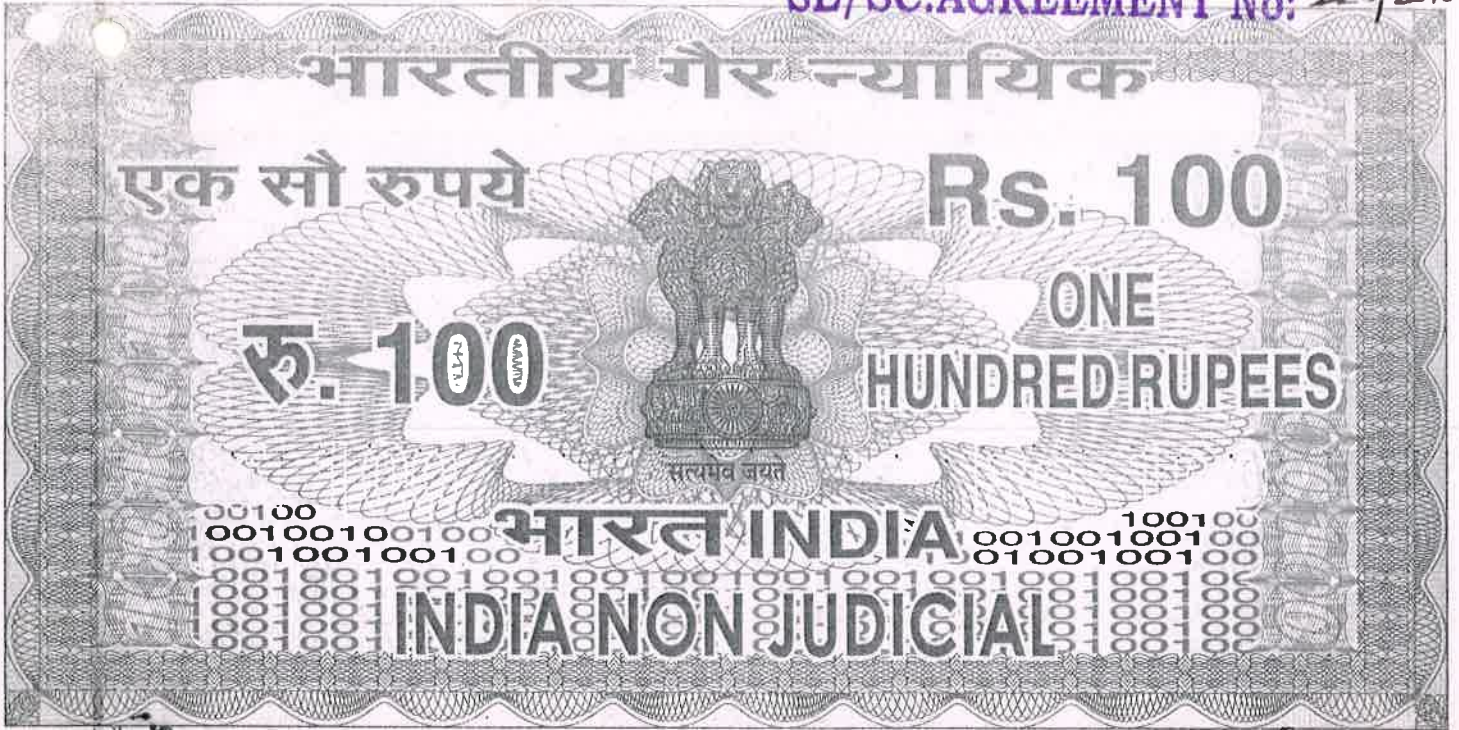 SE/SC.AGREEMENT No:
भारतीय गैर न्यायिक
एक सौ रुपये
Rs. 100
रु. 100
ONE
HUNDRED RUPEES
सत्यमेव जयते
भारत INDIA
INDIA NON JUDICIAL